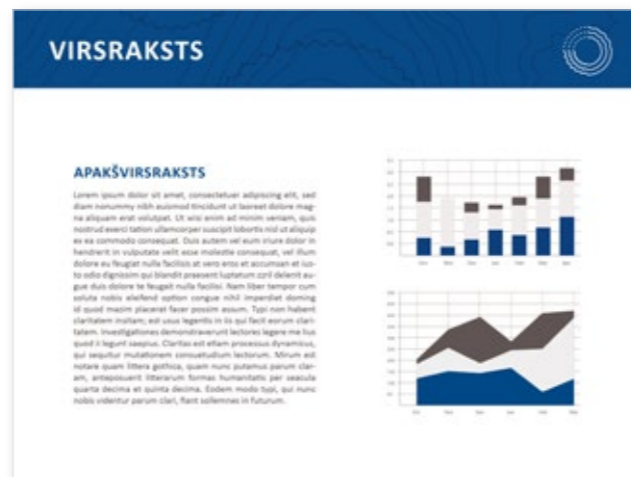 VIRSRAKSTS
APAKŠVIRSRAKSTS
Lorem ipsum dolor sit amet, consectetuer adipiscing elit, sed
diam nonummy nibh euismod tincidunt ut laoreet dolore mag-
na aliquam erat volutpat. Ut wisi enim ad minim veniam, quis
nostrud exerci tation ullamcorper suscipit lobortis nisl ut aliquip
ex ea commodo consequat. Duis autem vel eum iriure dolor in
hendrerit in vulputate velit esse molestie consequat, vel illum
dolore eu feugiat nulla facilisis at vero eros et accumsan et ius-
to odio dignissim qui blandit praesent luptatum zzril delenit au-
gue duis dolore te feugait nulla facilisi. Nam liber tempor cum
soluta nobis eleifend option congue nihil imperdiet doming
id quod mazim placerat facer possim assum. Typi non habent
claritatem insitam; est usus legentis in iis qui facit eorum clari-
tatem. Investigationes demonstraverunt lectores legere me lius
quod ii legunt saepius. Claritas est etiam processus dynamicus,
qui sequitur mutationem consuetudium lectorum. Mirum est
notare quam littera gothica, quam nunc putamus parum clar-
am, anteposuerit litterarum formas humanitatis per seacula
quarta decima et quinta decima. Eodem modo typi, qui nunc
nobis videntur parum clari, fiant sollemnes in futurum.